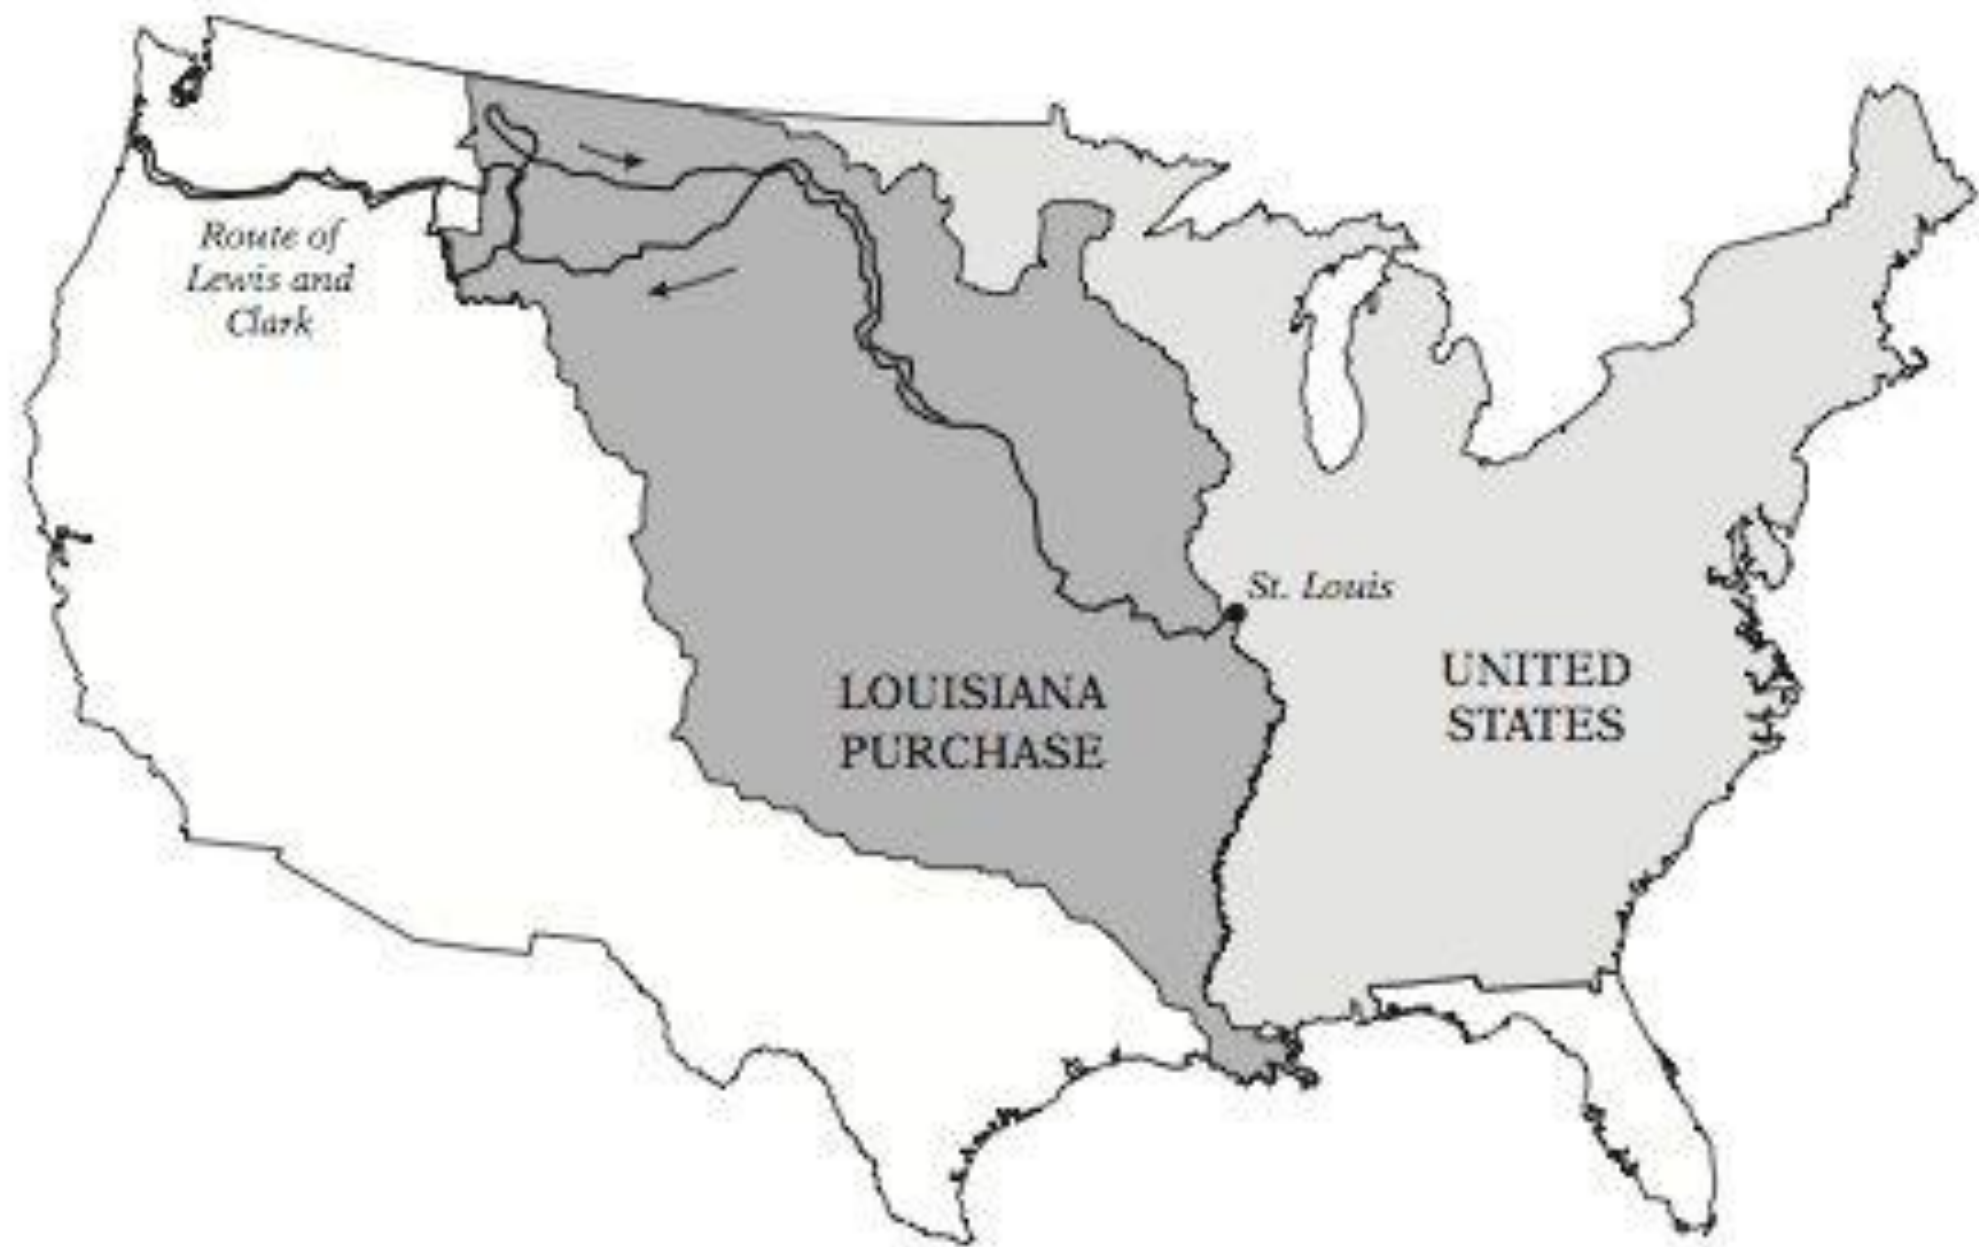 Route of
Lewis and
Clark
St. Louis
LOUISIANA
PURCHASE
UNITED
STATES